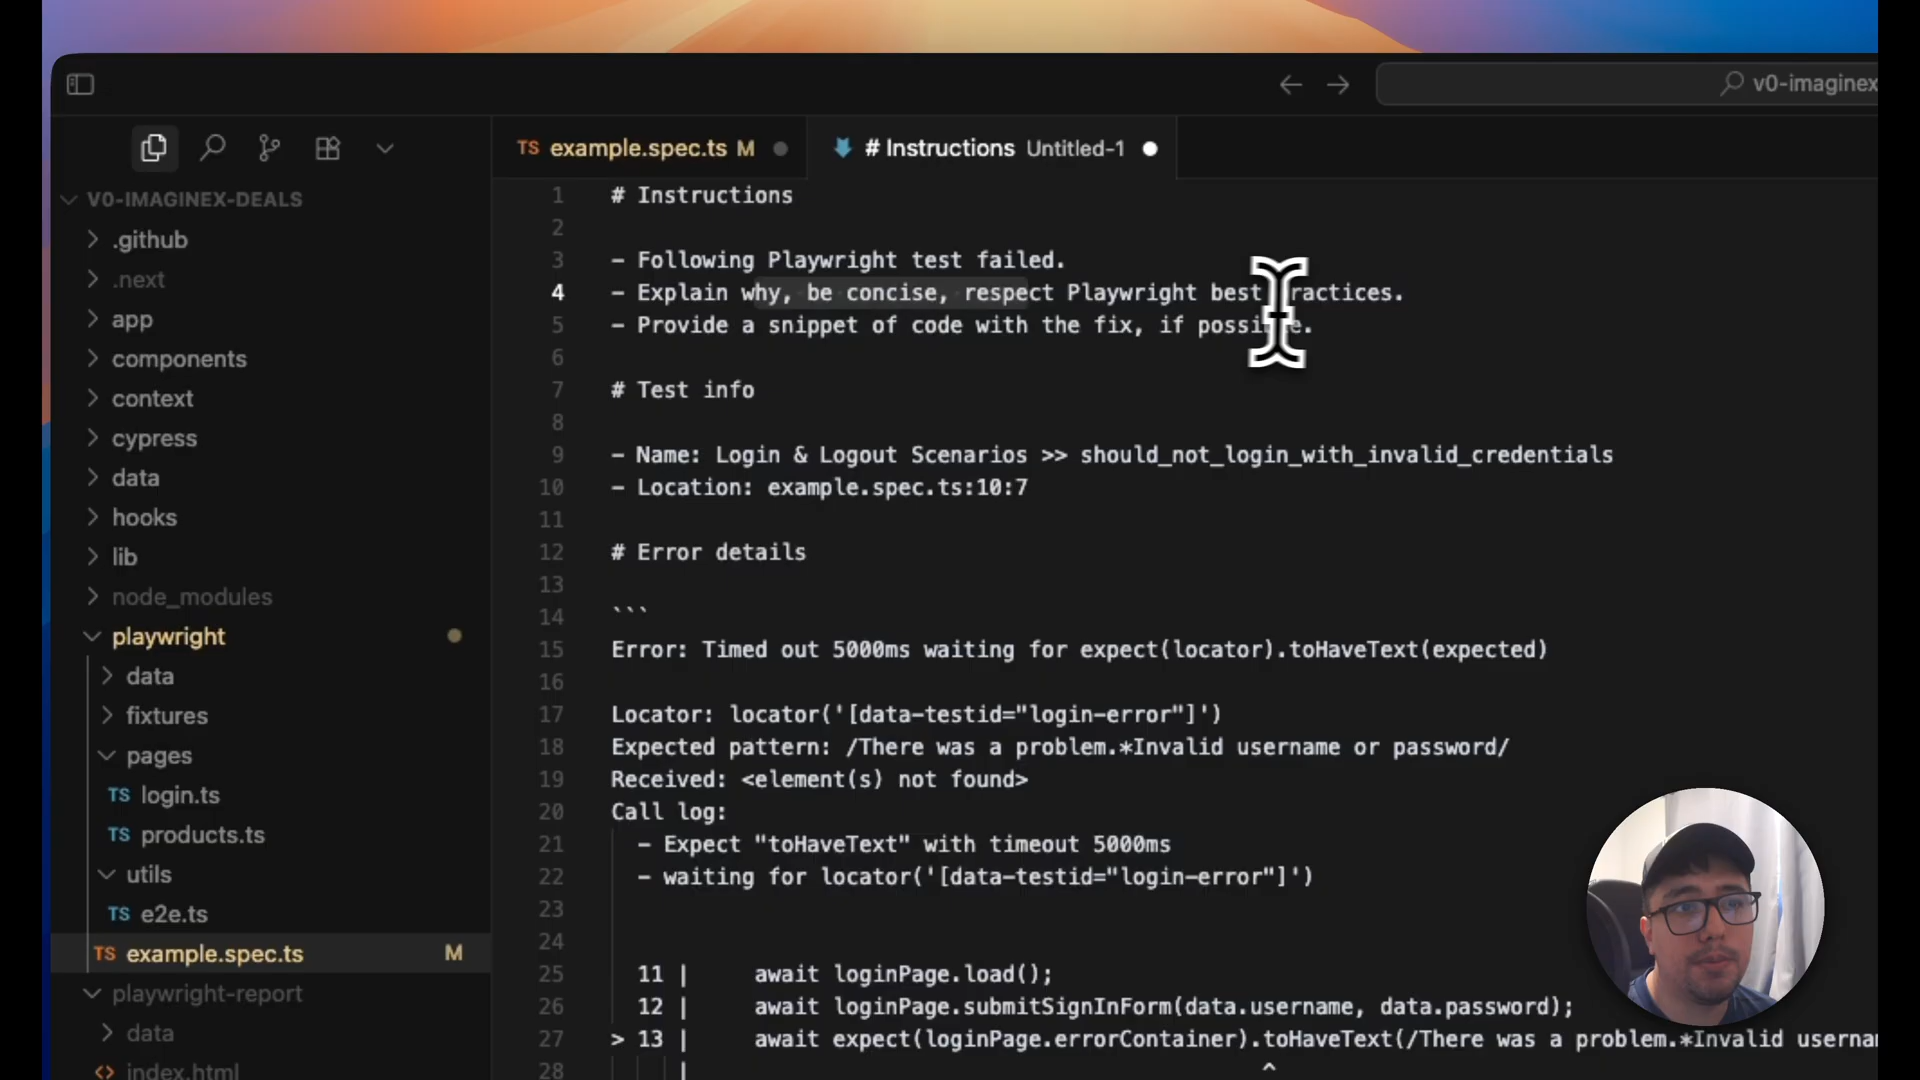 v0-imaginex
TS example.spec.ts M
# Instructions Untitled-1
V0-IMAGINEX-DEALS
.github
.next
app
components
context
cypress
data
hooks
lib
node_modules
playwright
data
fixtures
pages
TS login.ts
TS products.ts
utils
TS e2e.ts
TS example.spec.ts M
playwright-report
data
<> index.html
1 # Instructions
2
3 - Following Playwright test failed.
4 - Explain why, be concise, respect Playwright best ractices.
5 - Provide a snippet of code with the fix, if possi e.
6
7 # Test info
8
9 - Name: Login & Logout Scenarios >> should_not_login_with_invalid_credentials
10 - Location: example.spec.ts:10:7
11
12 # Error details
13
14 ```
15 Error: Timed out 5000ms waiting for expect(locator).toHaveText(expected)
16
17 Locator: locator('[data-testid="login-error"]')
18 Expected pattern: /There was a problem.*Invalid username or password/
19 Received: <element(s) not found>
20 Call log:
21 - Expect "toHaveText" with timeout 5000ms
22 - waiting for locator('[data-testid="login-error"]')
23
24
25 11 | await loginPage.load();
26 12 | await loginPage.submitSignInForm(data.username, data.password);
27 > 13 | await expect(loginPage.errorContainer).toHaveText(/There was a problem.*Invalid userna
28 | ^